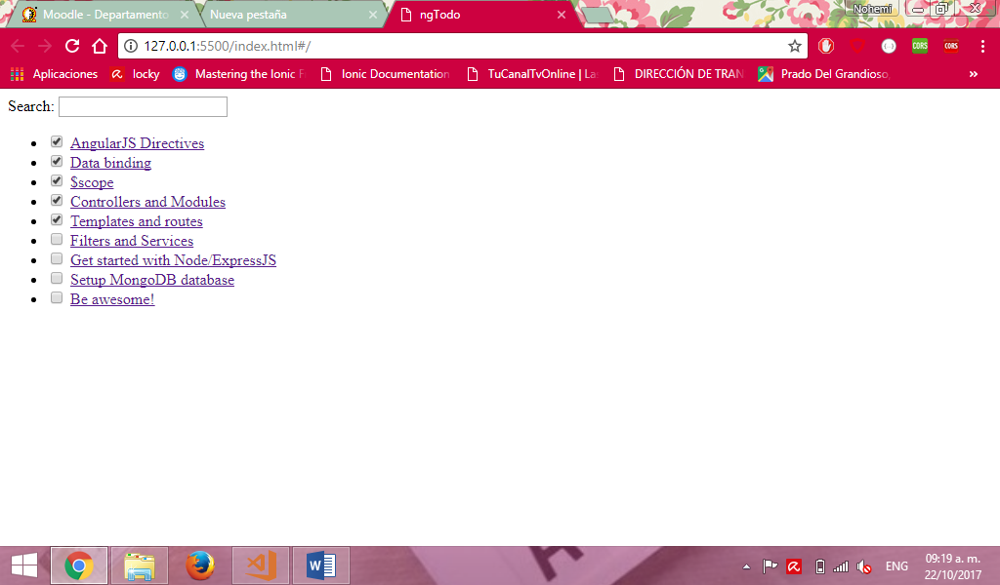 Moodle - Departamento
Nueva pestaña
ngTodo
Nohemí
127.0.0.1:5500/index.html#/
CORS
CORS
Aplicaciones
locky
Mastering the Ionic F
Ionic Documentation
TuCanalTvOnline | La
DIRECCIÓN DE TRAN
Prado Del Grandioso,
»
Search:
AngularJS Directives
Data binding
$scope
Controllers and Modules
Templates and routes
Filters and Services
Get started with Node/ExpressJS
Setup MongoDB database
Be awesome!
ENG
09:19 a. m.
22/10/2017